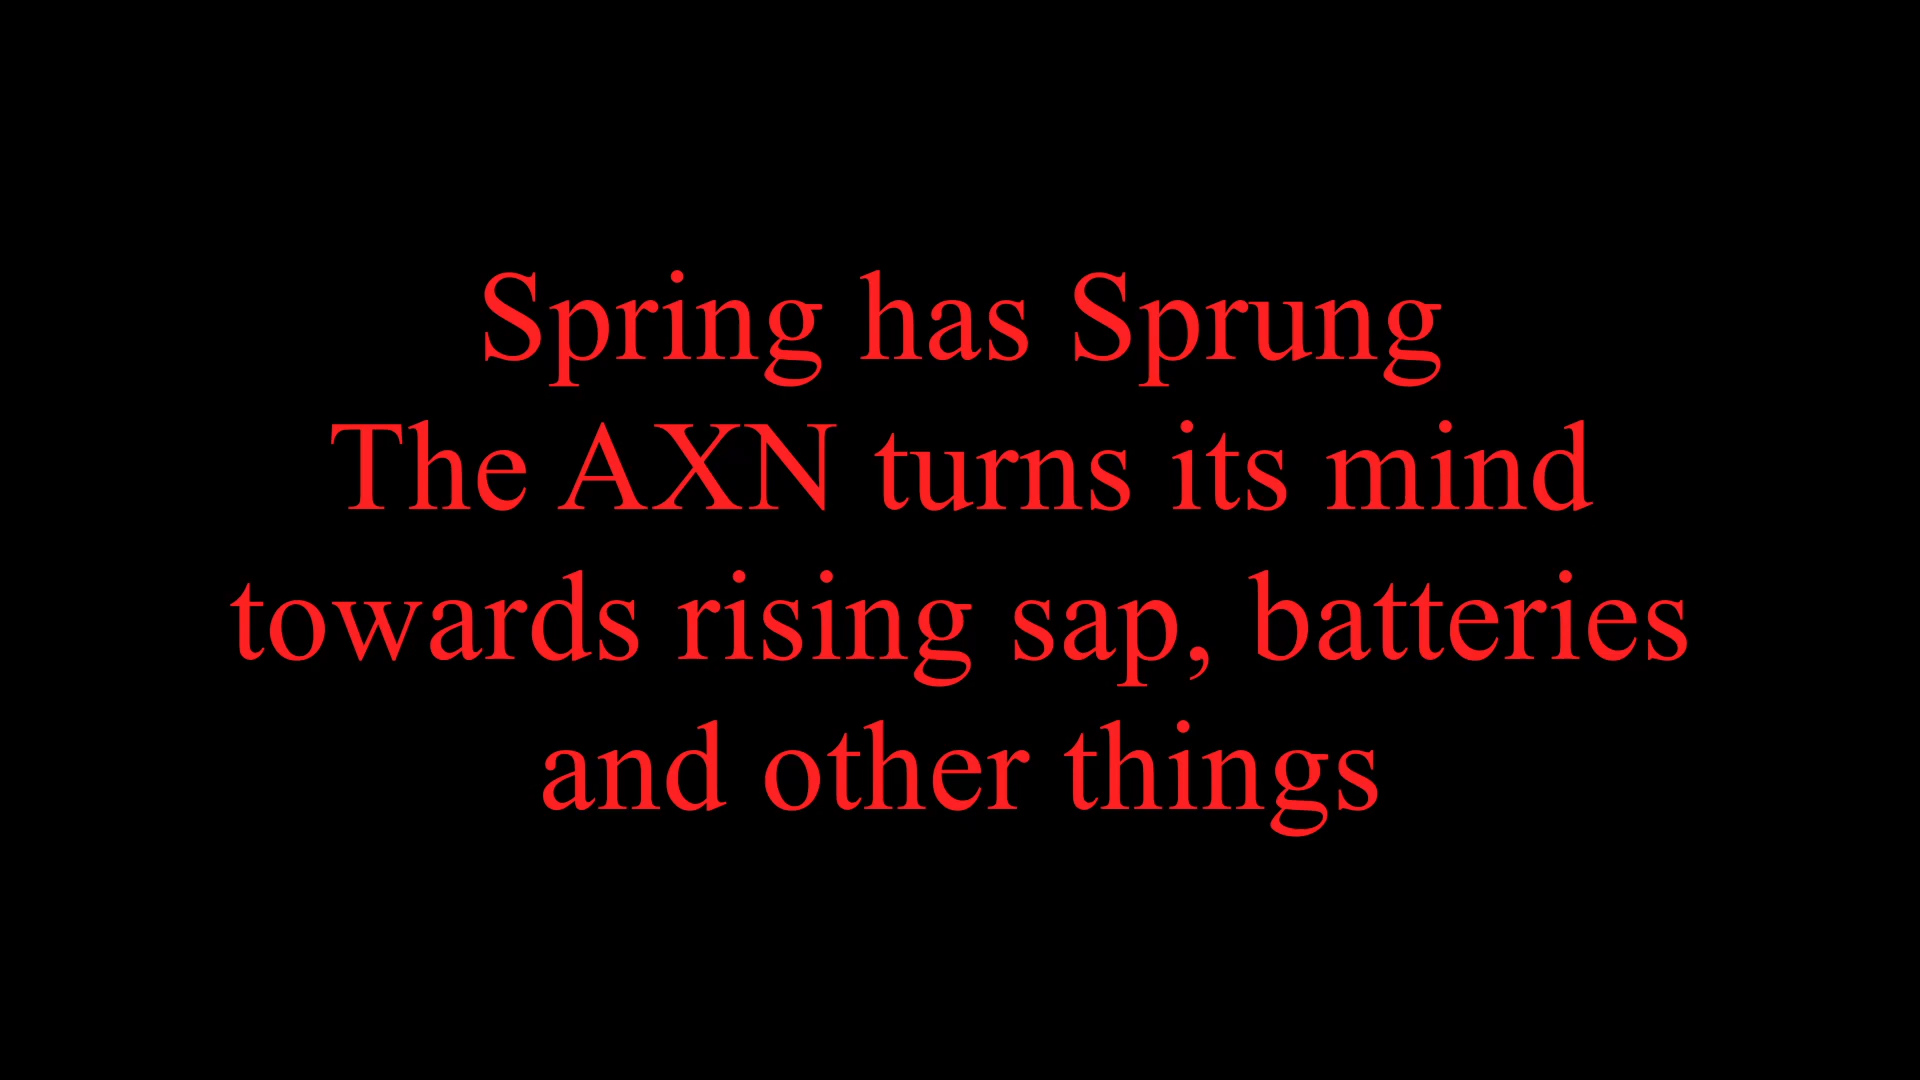 Spring has Sprung
The AXN turns its mind
towards rising sap, batteries
and other things